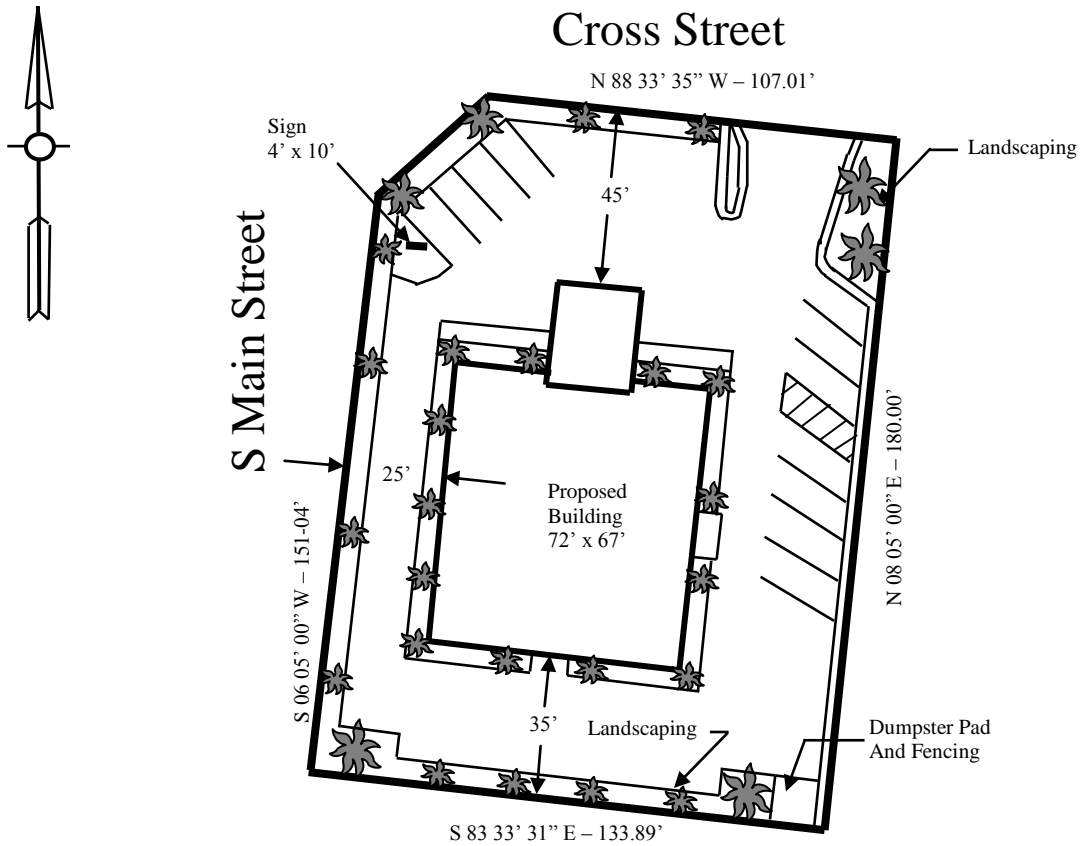 Cross Street
N 88 33’ 35” W – 107.01’
Sign
4’ x 10’
Landscaping
45’
S Main Street
25’
Proposed
Building
72’ x 67’
N 08 05’ 00” E – 180.00’
S 06 05’ 00” W – 151-04’
35’
Landscaping
Dumpster Pad
And Fencing
S 83 33’ 31” E – 133.89’